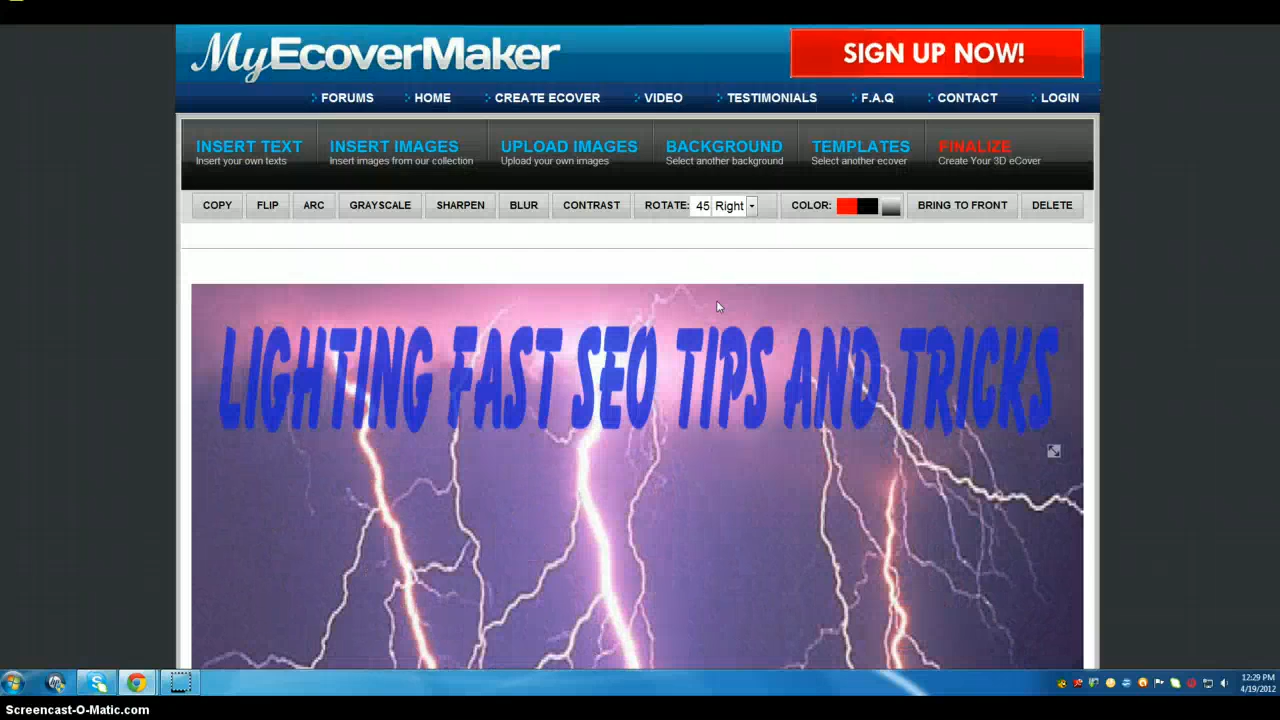 MyEcoverMaker
SIGN UP NOW!
FORUMS HOME CREATE ECOVER VIDEO TESTIMONIALS F.A.Q CONTACT LOGIN
INSERT TEXT INSERT IMAGES UPLOAD IMAGES BACKGROUND TEMPLATES FINALIZE
Insert your own texts Insert images from our collection Upload your own images Select another background Select another ecover Create Your 3D eCover
COPY FLIP ARC GRAYSCALE SHARPEN BLUR CONTRAST ROTATE: 45 Right COLOR: BRING TO FRONT DELETE
LIGHTING FAST SEO TIPS AND TRICKS
12:29 PM
4/19/2012
Screencast-O-Matic.com